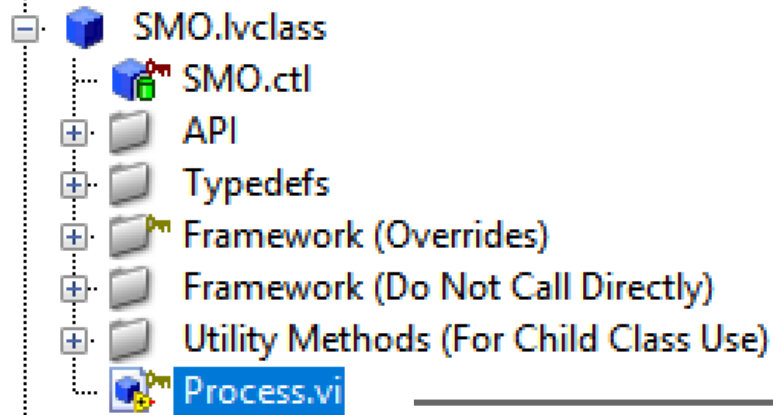 SMO.lvclass
SMO.ctl
API
Typedefs
Framework (Overrides)
Framework (Do Not Call Directly)
Utility Methods (For Child Class Use)
Process.vi